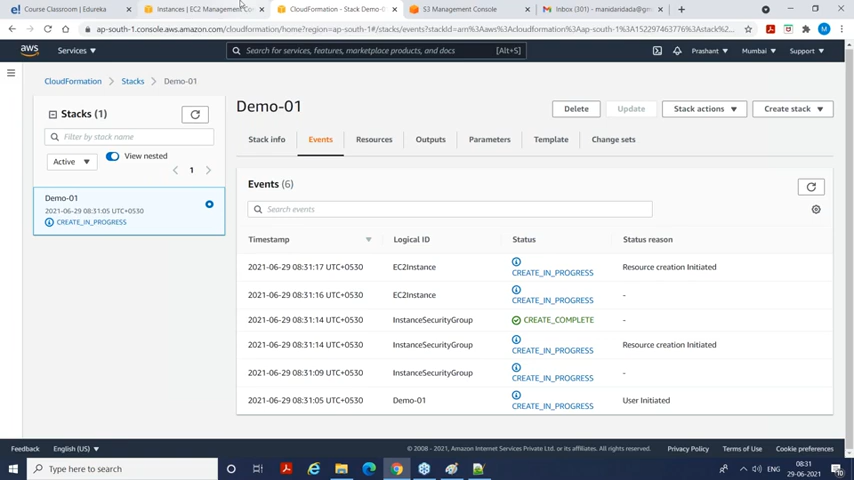 Course Classroom | Edureka
Instances | EC2 Management Co
CloudFormation - Stack Demo-0
S3 Management Console
Inbox (301) - manidaridada@gm
ap-south-1.console.aws.amazon.com/cloudformation/home?region=ap-south-1#/stacks/events?stackId=arn%3Aaws%3Acloudformation%3Aap-south-1%3A152297463776%3Astack%...
M
aws
Services
Search for services, features, marketplace products, and docs
[Alt+S]
Prashant
Mumbai
Support
CloudFormation
Stacks
Demo-01
Stacks (1)
Filter by stack name
Active
View nested
1
Demo-01
2021-06-29 08:31:05 UTC+0530
CREATE_IN_PROGRESS
Demo-01
Delete
Update
Stack actions
Create stack
Stack info
Events
Resources
Outputs
Parameters
Template
Change sets
Events (6)
Search events
Timestamp
Logical ID
Status
Status reason
2021-06-29 08:31:17 UTC+0530
EC2Instance
CREATE_IN_PROGRESS
Resource creation Initiated
2021-06-29 08:31:16 UTC+0530
EC2Instance
CREATE_IN_PROGRESS
-
2021-06-29 08:31:14 UTC+0530
InstanceSecurityGroup
CREATE_COMPLETE
-
2021-06-29 08:31:14 UTC+0530
InstanceSecurityGroup
CREATE_IN_PROGRESS
Resource creation Initiated
2021-06-29 08:31:09 UTC+0530
InstanceSecurityGroup
CREATE_IN_PROGRESS
-
2021-06-29 08:31:05 UTC+0530
Demo-01
CREATE_IN_PROGRESS
User Initiated
Feedback
English (US)
© 2008 - 2021, Amazon Internet Services Private Ltd. or its affiliates. All rights reserved.
Privacy Policy
Terms of Use
Cookie preferences
Type here to search
ENG
08:31
29-06-2021